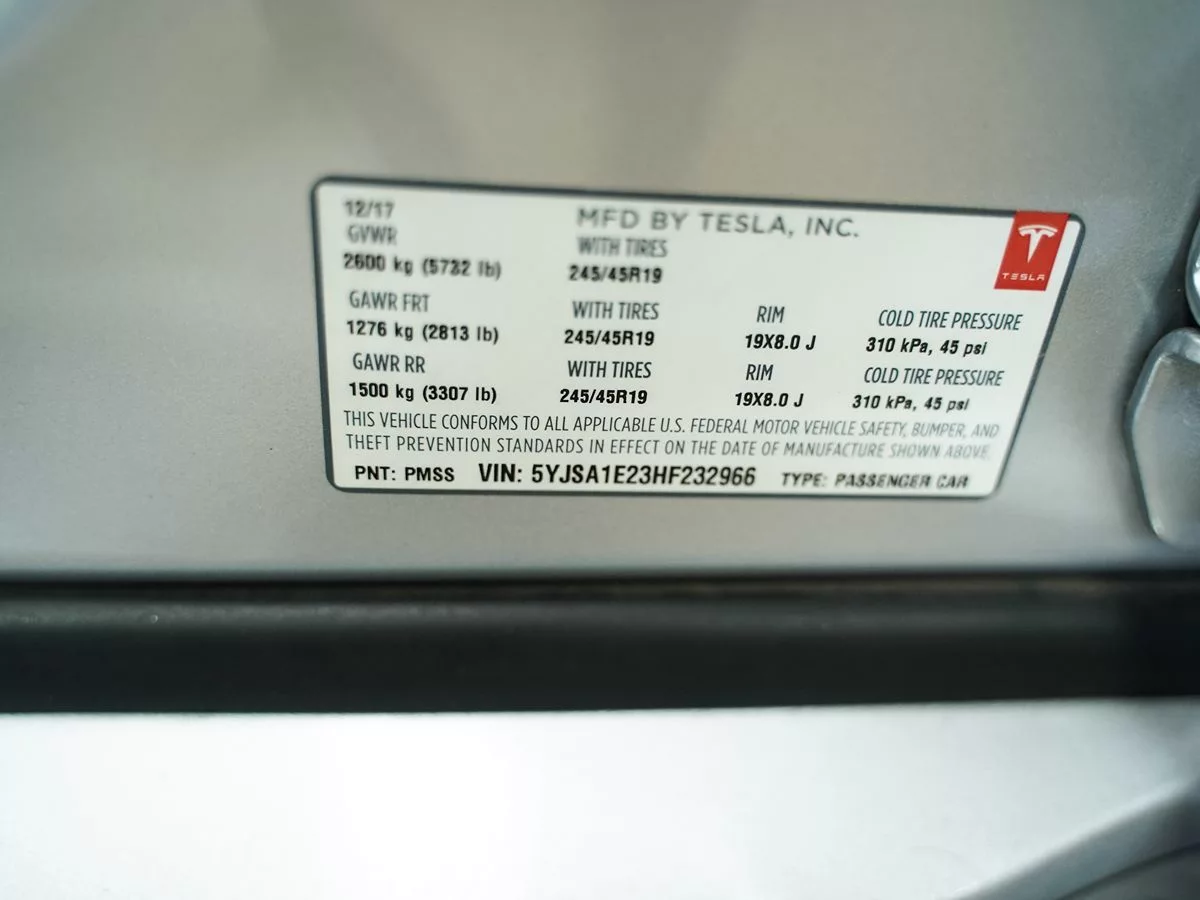 12/17 MFD BY TESLA, INC.
GVWR WITH TIRES
2600 kg (5732 lb) 245/45R19
TESLA
GAWR FRT WITH TIRES RIM COLD TIRE PRESSURE
1276 kg (2813 lb) 245/45R19 19X8.0 J 310 kPa, 45 psi
GAWR RR WITH TIRES RIM COLD TIRE PRESSURE
1500 kg (3307 lb) 245/45R19 19X8.0 J 310 kPa, 45 psi
THIS VEHICLE CONFORMS TO ALL APPLICABLE U.S. FEDERAL MOTOR VEHICLE SAFETY, BUMPER, AND
THEFT PREVENTION STANDARDS IN EFFECT ON THE DATE OF MANUFACTURE SHOWN ABOVE.
PNT: PMSS VIN: 5YJSA1E23HF232966 TYPE: PASSENGER CAR